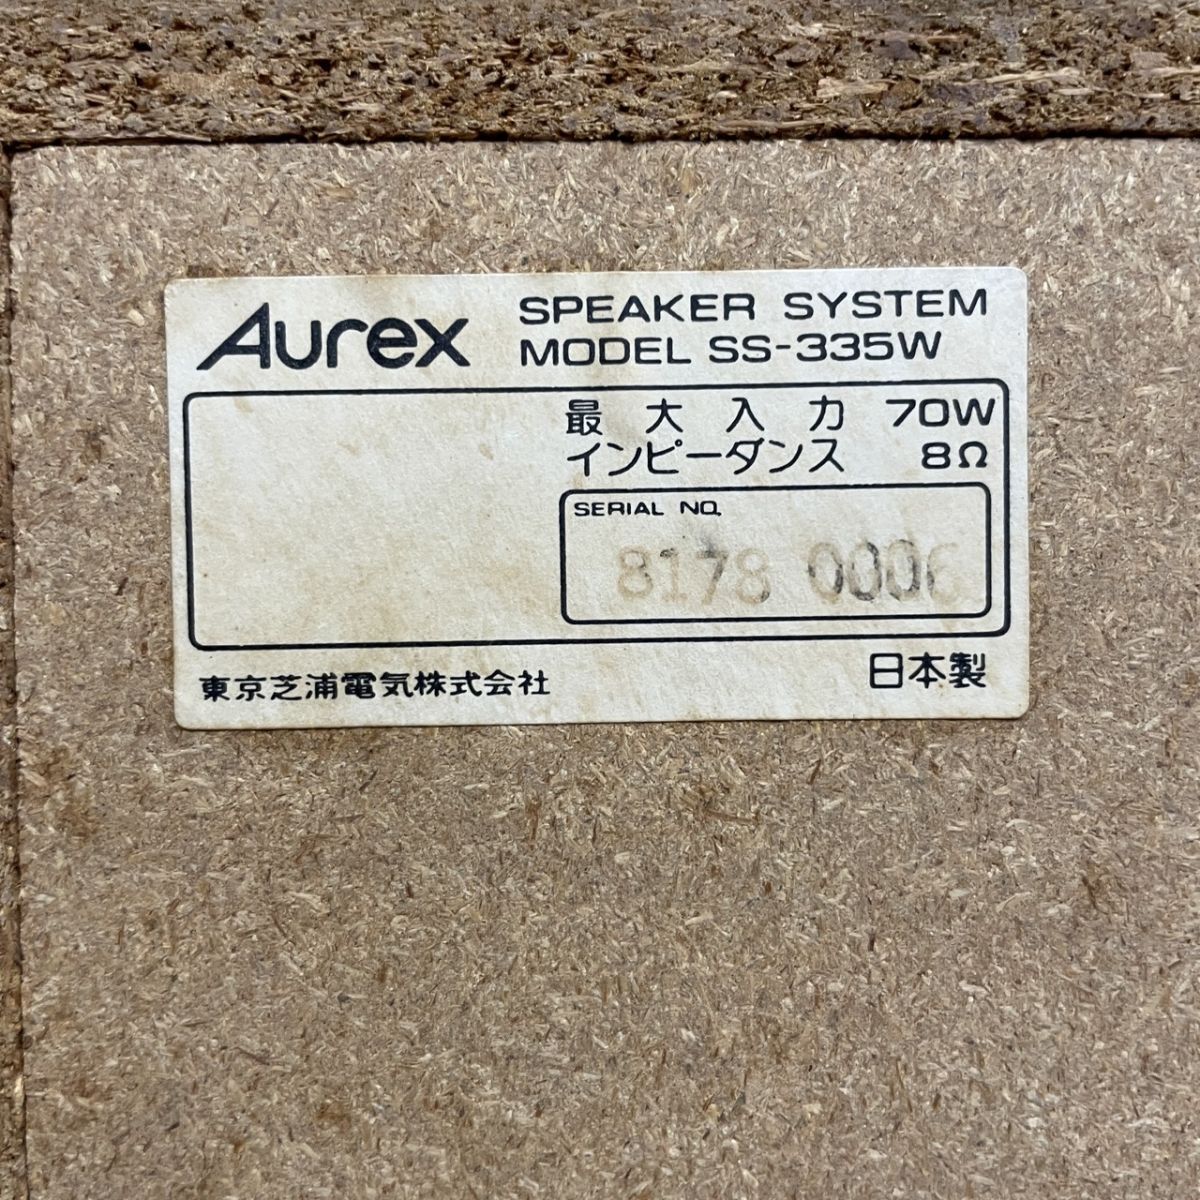 Aurex
SPEAKER SYSTEM
MODEL SS-335W
最大入力 70W
インピーダンス 8Ω
SERIAL NO.
8178 0006
東京芝浦電気株式会社
日本製